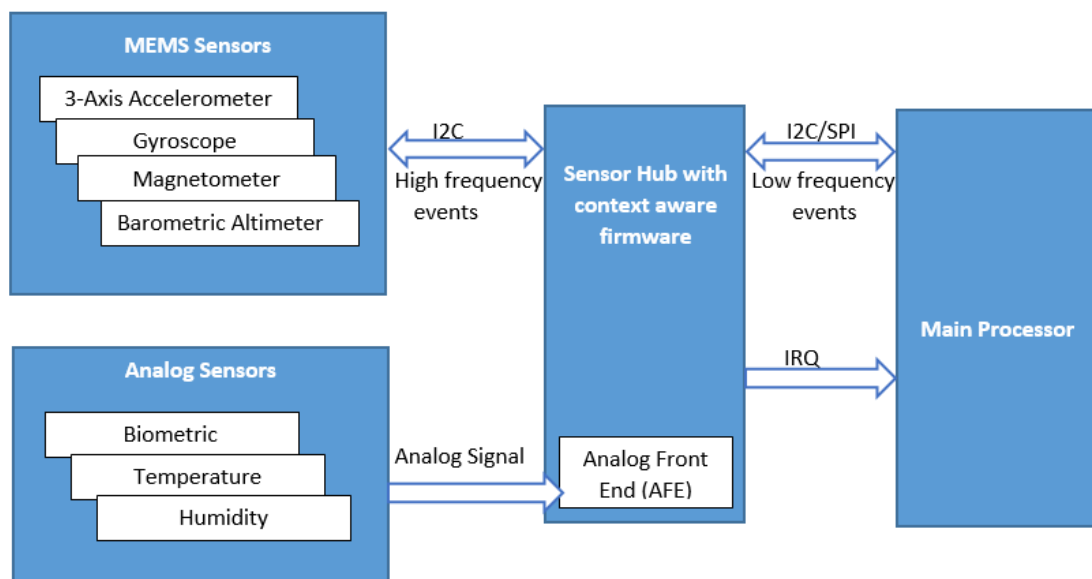 MEMS Sensors
3-Axis Accelerometer
Gyroscope
Magnetometer
Barometric Altimeter
I2C
High frequency
events
Sensor Hub with
context aware
firmware
I2C/SPI
Low frequency
events
Main Processor
IRQ
Analog Sensors
Biometric
Temperature
Humidity
Analog Signal
Analog Front
End (AFE)